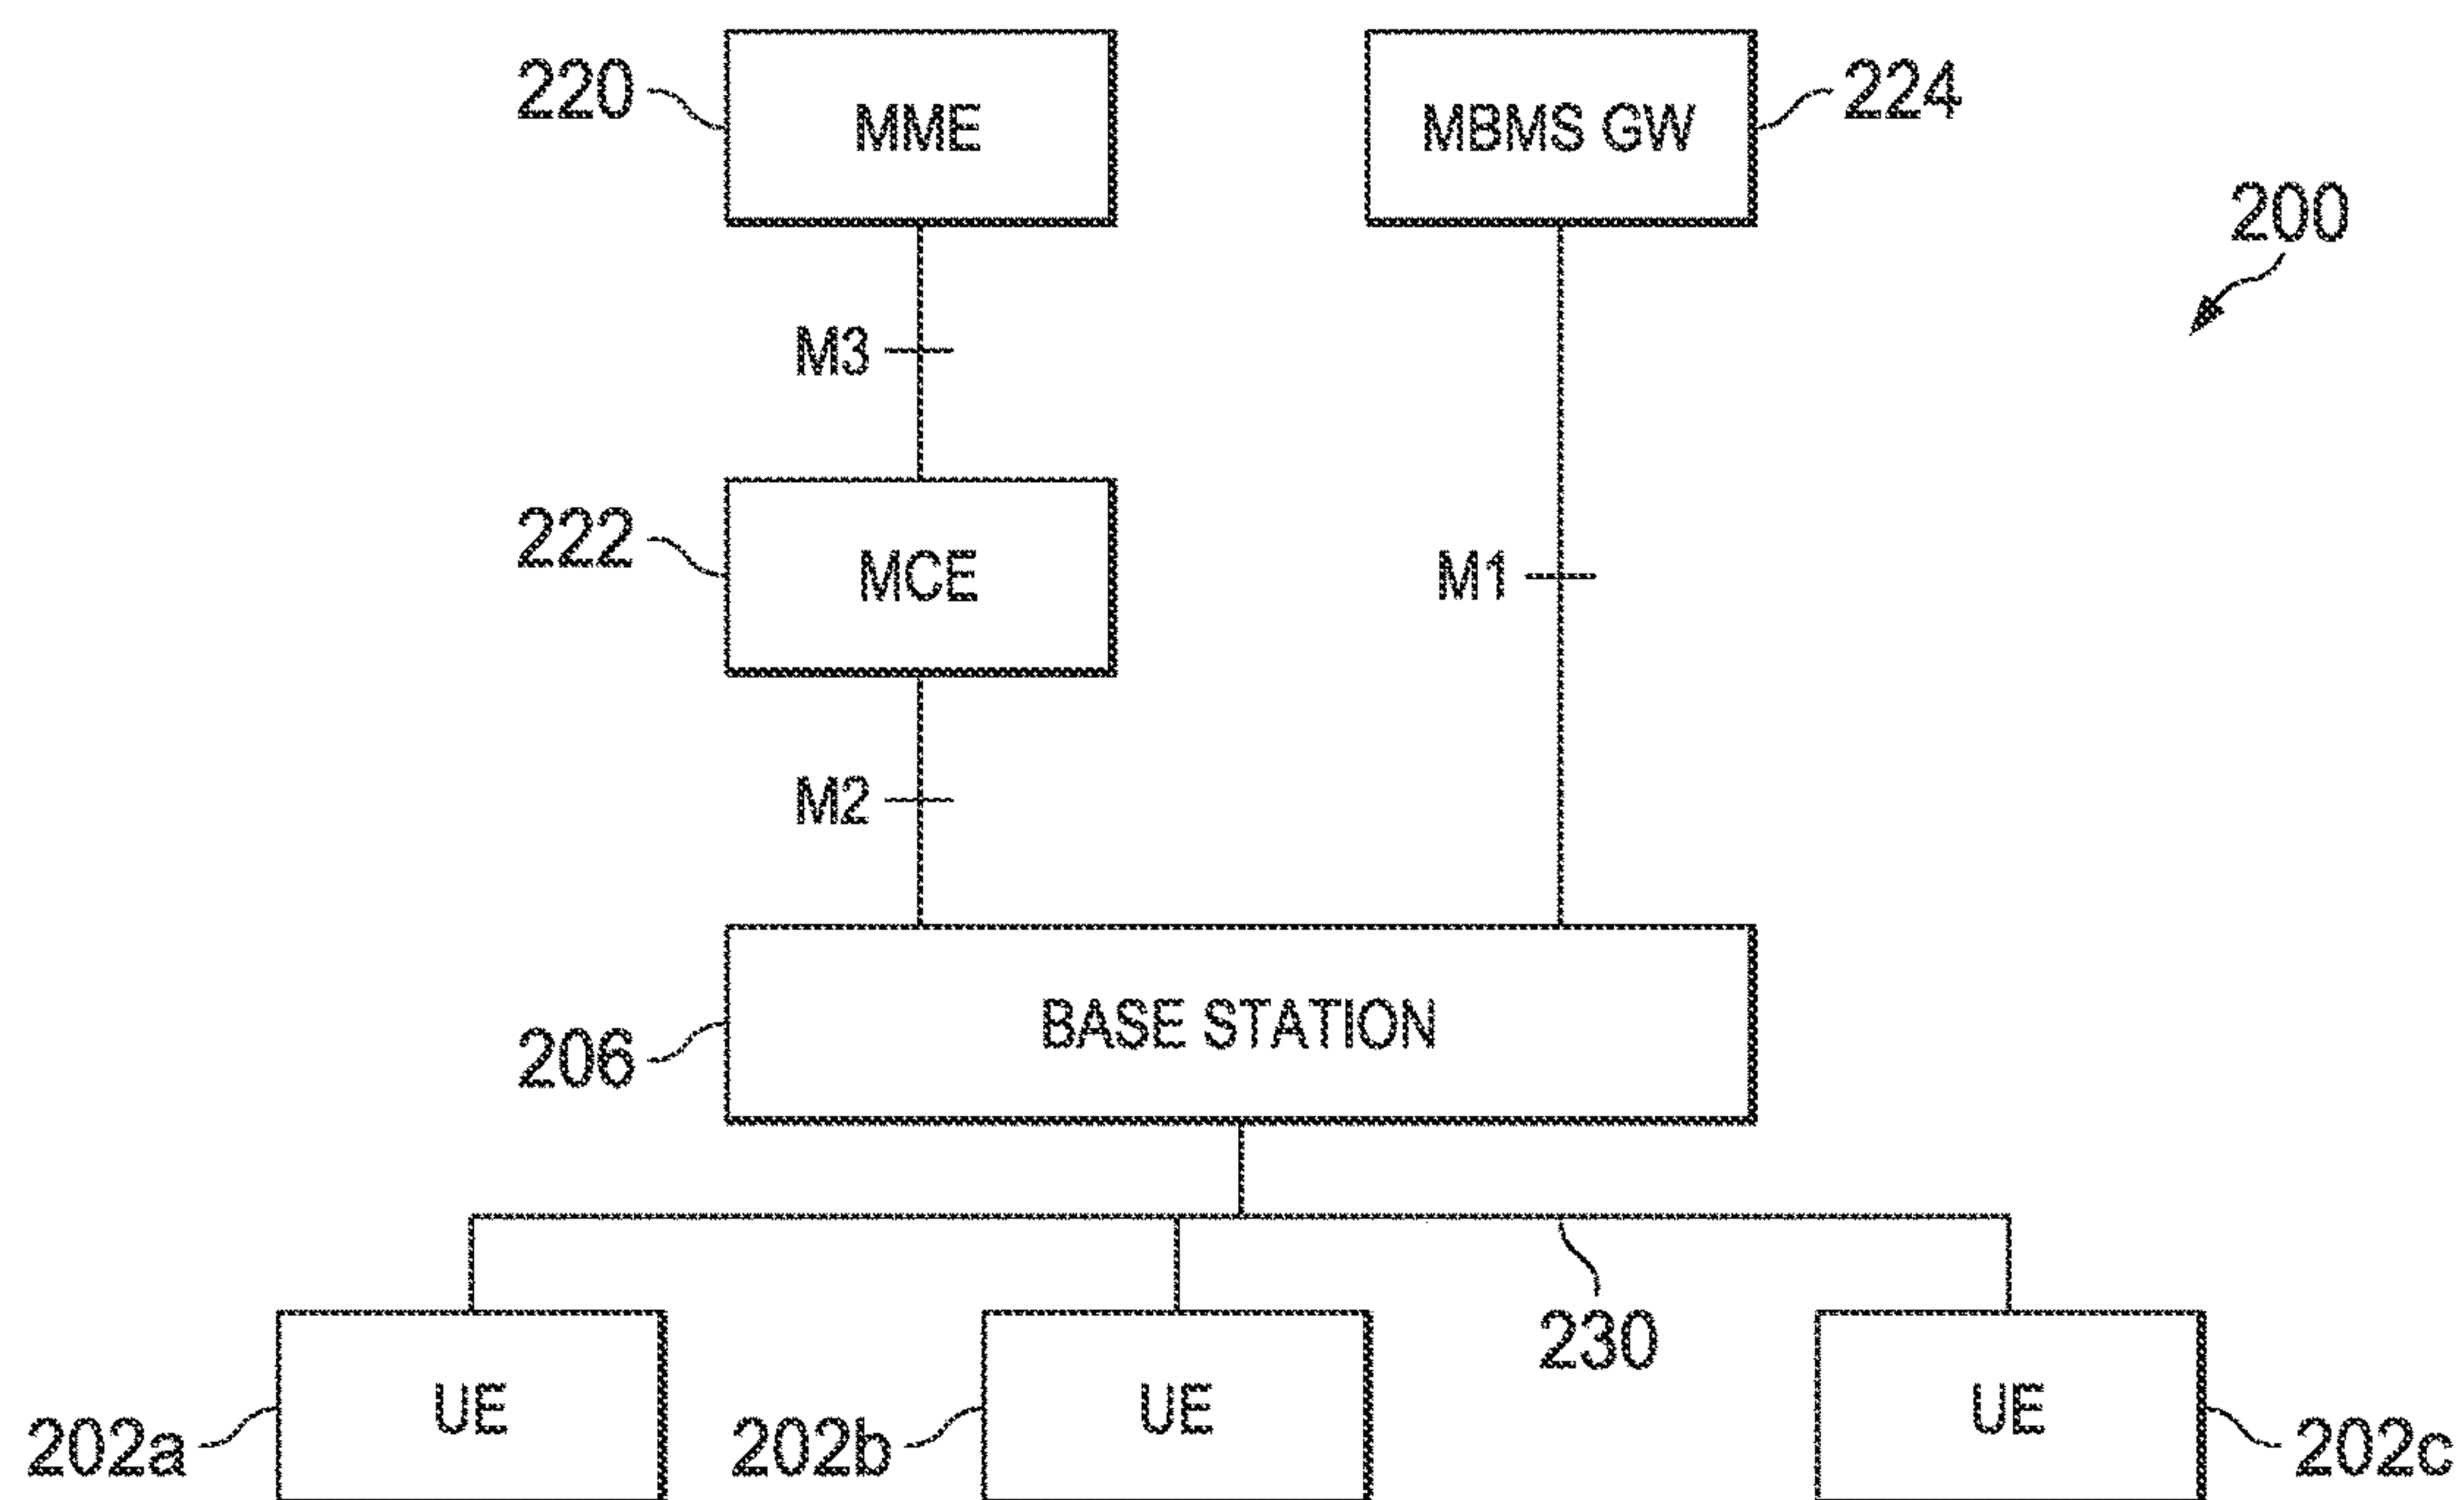 220
MME
MBMS GW
224
200
M3
222
MCE
M1
M2
206
BASE STATION
230
202a
UE
202b
UE
UE
202c